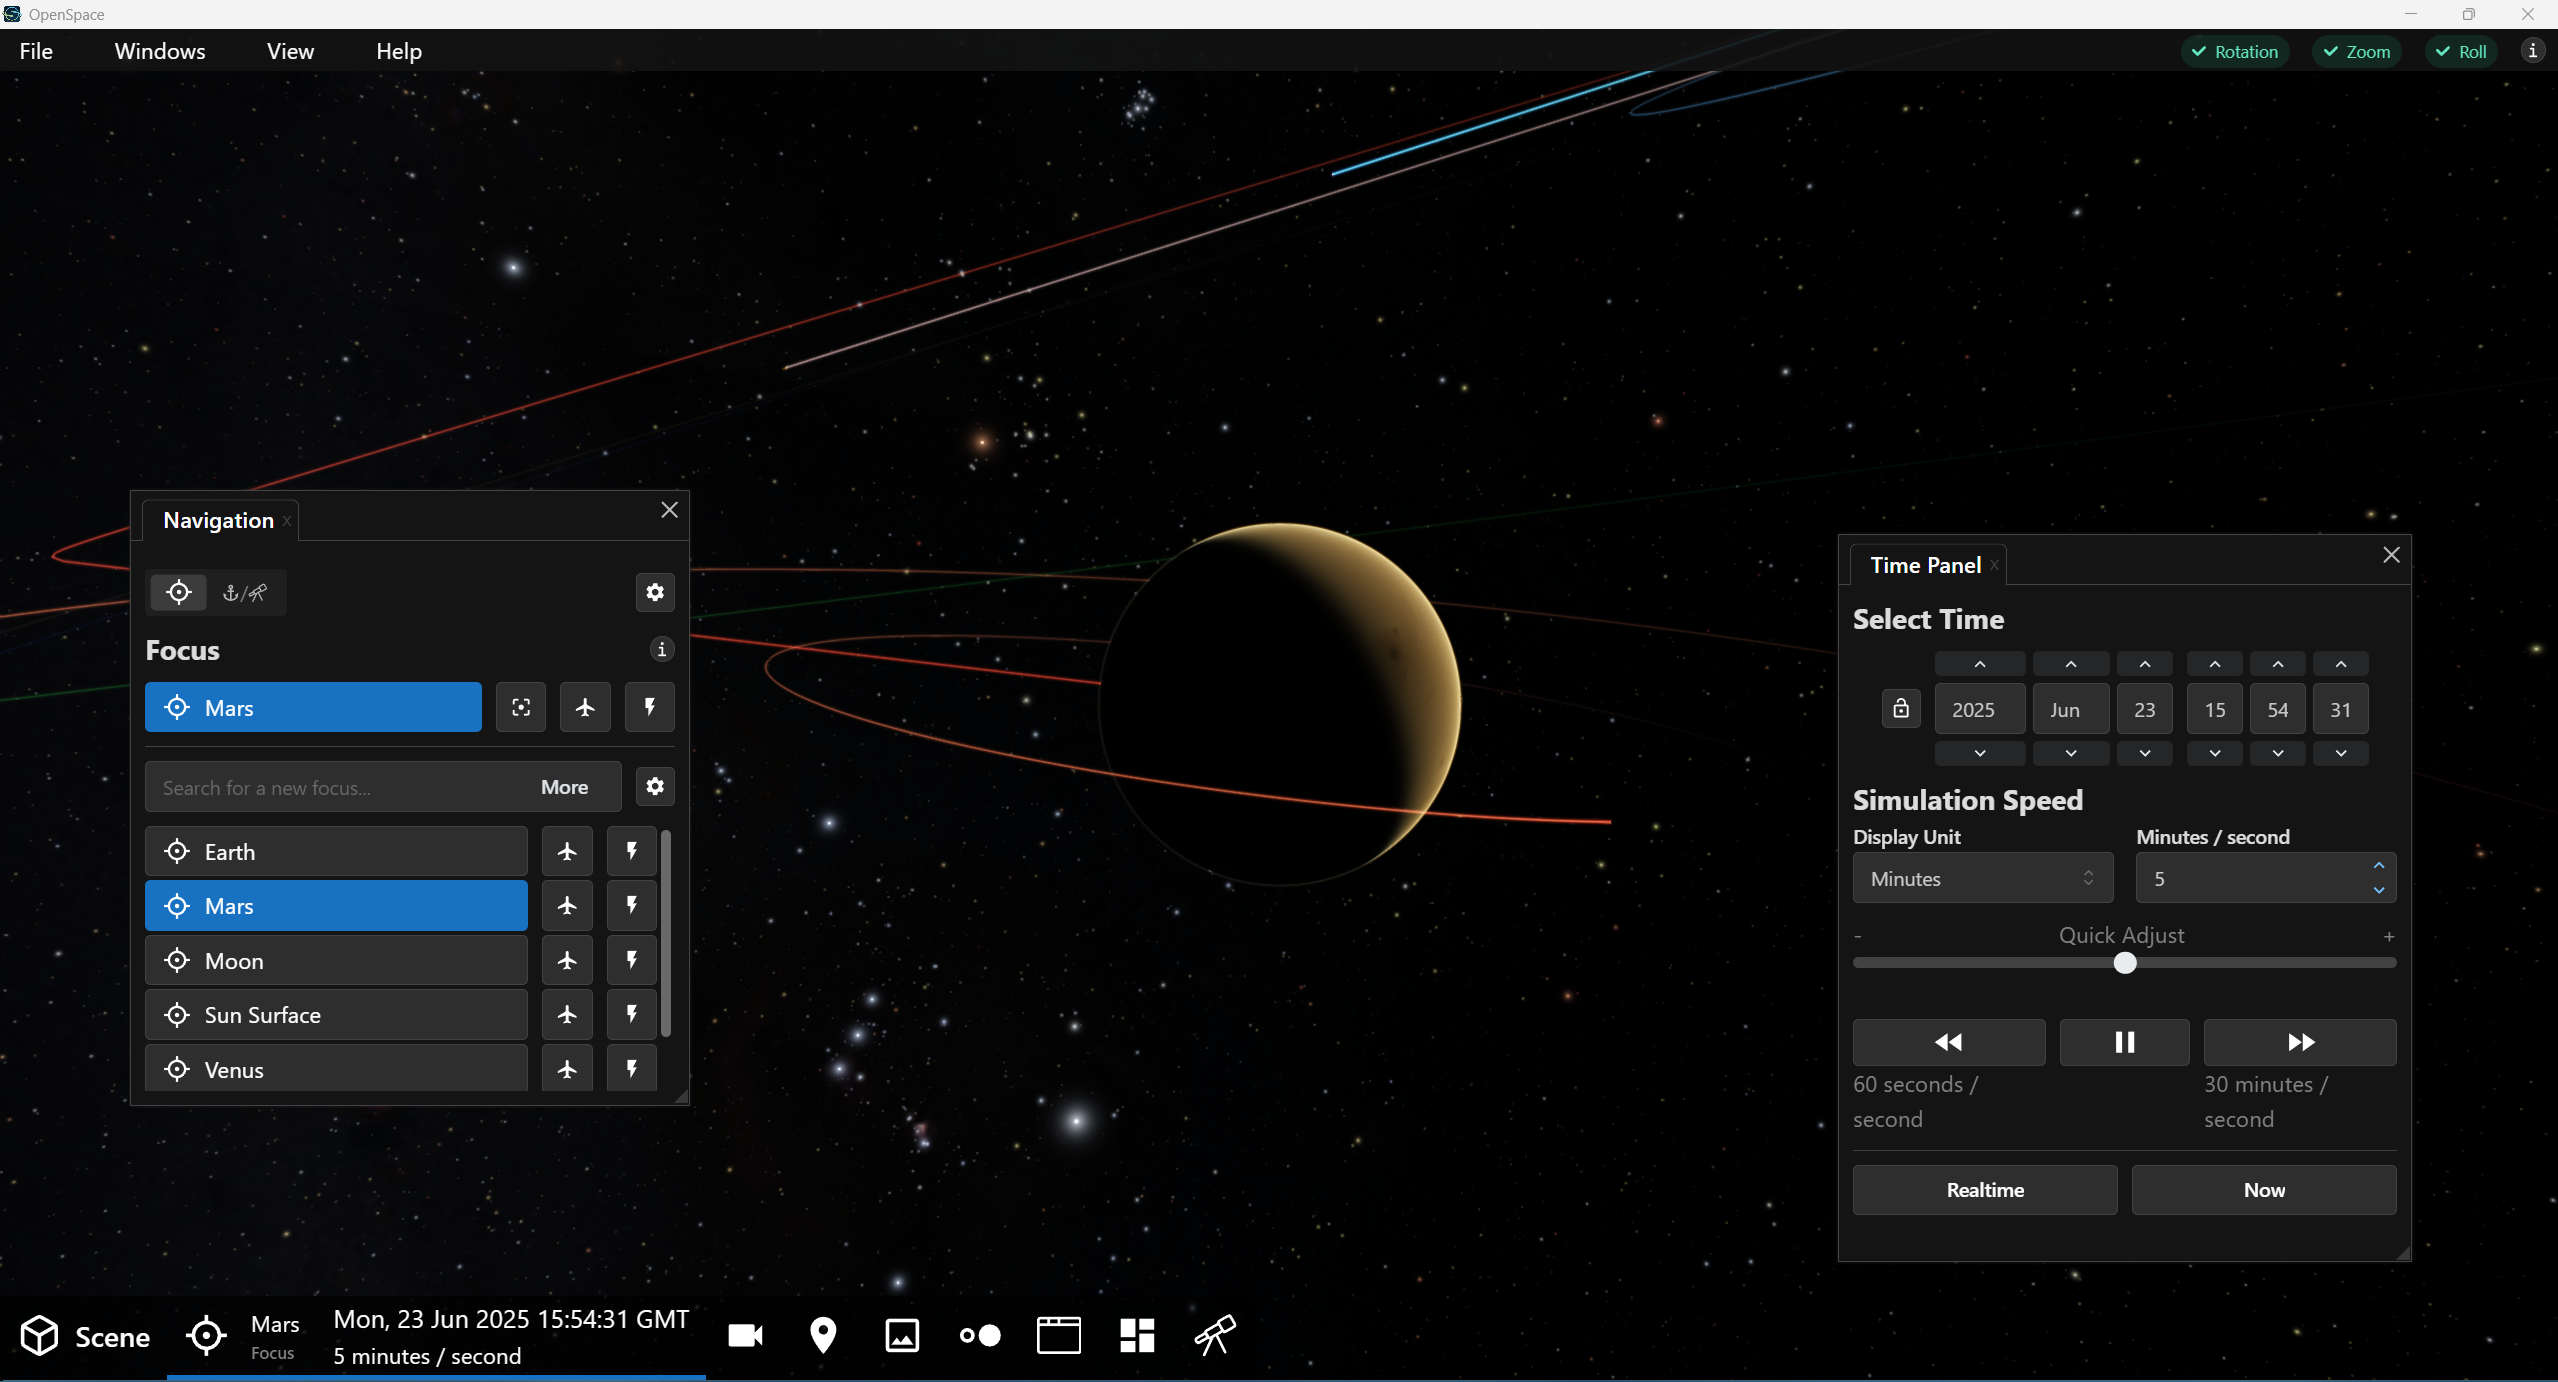 OpenSpace
File Windows View Help Rotation Zoom Roll i
Navigation x
Focus i
Mars
Search for a new focus... More
Earth
Mars
Moon
Sun Surface
Venus
Time Panel x
Select Time
2025 Jun 23 15 54 31
Simulation Speed
Display Unit Minutes / second
Minutes 5
- Quick Adjust +
60 seconds / 30 minutes /
second second
Realtime Now
Scene
Mars
Focus
Mon, 23 Jun 2025 15:54:31 GMT
5 minutes / second